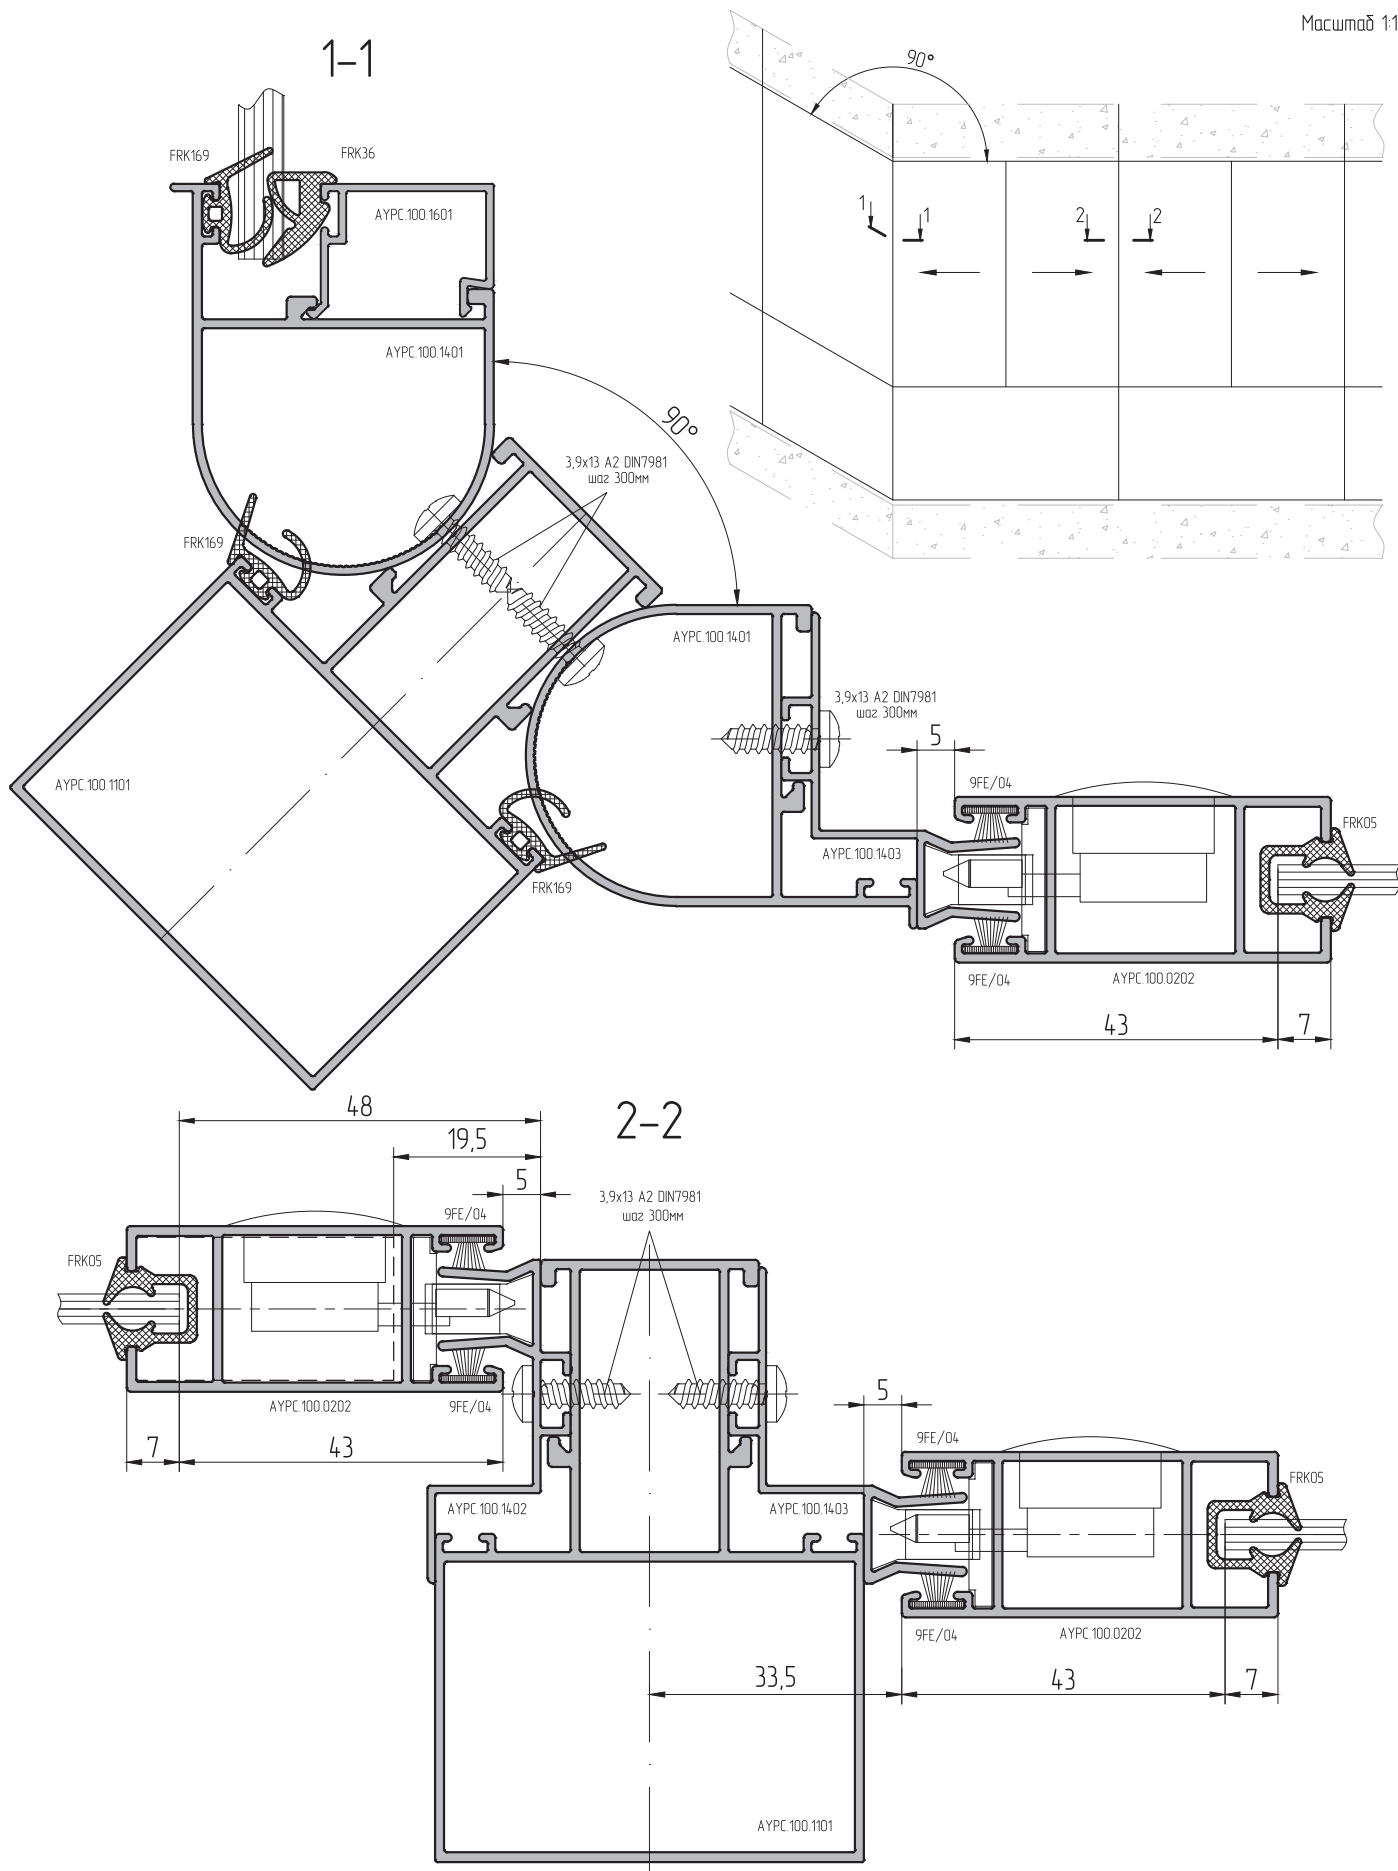 Масштаб 1:1
1-1
90°
FRK169
FRK36
AYPC.100.1601
1
1
2
2
AYPC.100.1401
90°
3,9x13 A2 DIN7981
шаг 300мм
FRK169
AYPC.100.1401
3,9x13 A2 DIN7981
шаг 300мм
5
9FE/04
AYPC.100.1101
FRK05
AYPC.100.1403
FRK169
9FE/04
AYPC.100.0202
43
7
48
2-2
19,5
5
3,9x13 A2 DIN7981
шаг 300мм
9FE/04
FRK05
AYPC.100.0202
9FE/04
5
7
43
9FE/04
FRK05
AYPC.100.1402
AYPC.100.1403
9FE/04
AYPC.100.0202
33,5
43
7
AYPC.100.1101